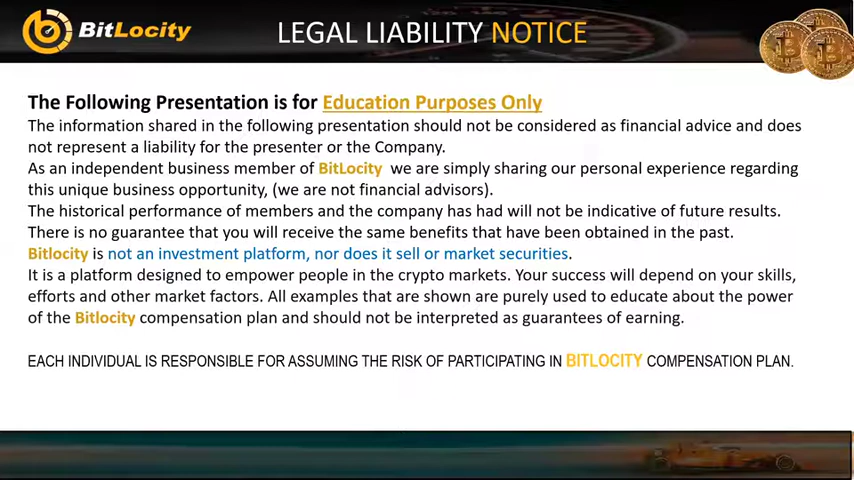 BitLocity
LEGAL LIABILITY NOTICE
The Following Presentation is for Education Purposes Only
The information shared in the following presentation should not be considered as financial advice and does
not represent a liability for the presenter or the Company.
As an independent business member of BitLocity we are simply sharing our personal experience regarding
this unique business opportunity, (we are not financial advisors).
The historical performance of members and the company has had will not be indicative of future results.
There is no guarantee that you will receive the same benefits that have been obtained in the past.
Bitlocity is not an investment platform, nor does it sell or market securities.
It is a platform designed to empower people in the crypto markets. Your success will depend on your skills,
efforts and other market factors. All examples that are shown are purely used to educate about the power
of the Bitlocity compensation plan and should not be interpreted as guarantees of earning.
EACH INDIVIDUAL IS RESPONSIBLE FOR ASSUMING THE RISK OF PARTICIPATING IN BITLOCITY COMPENSATION PLAN.